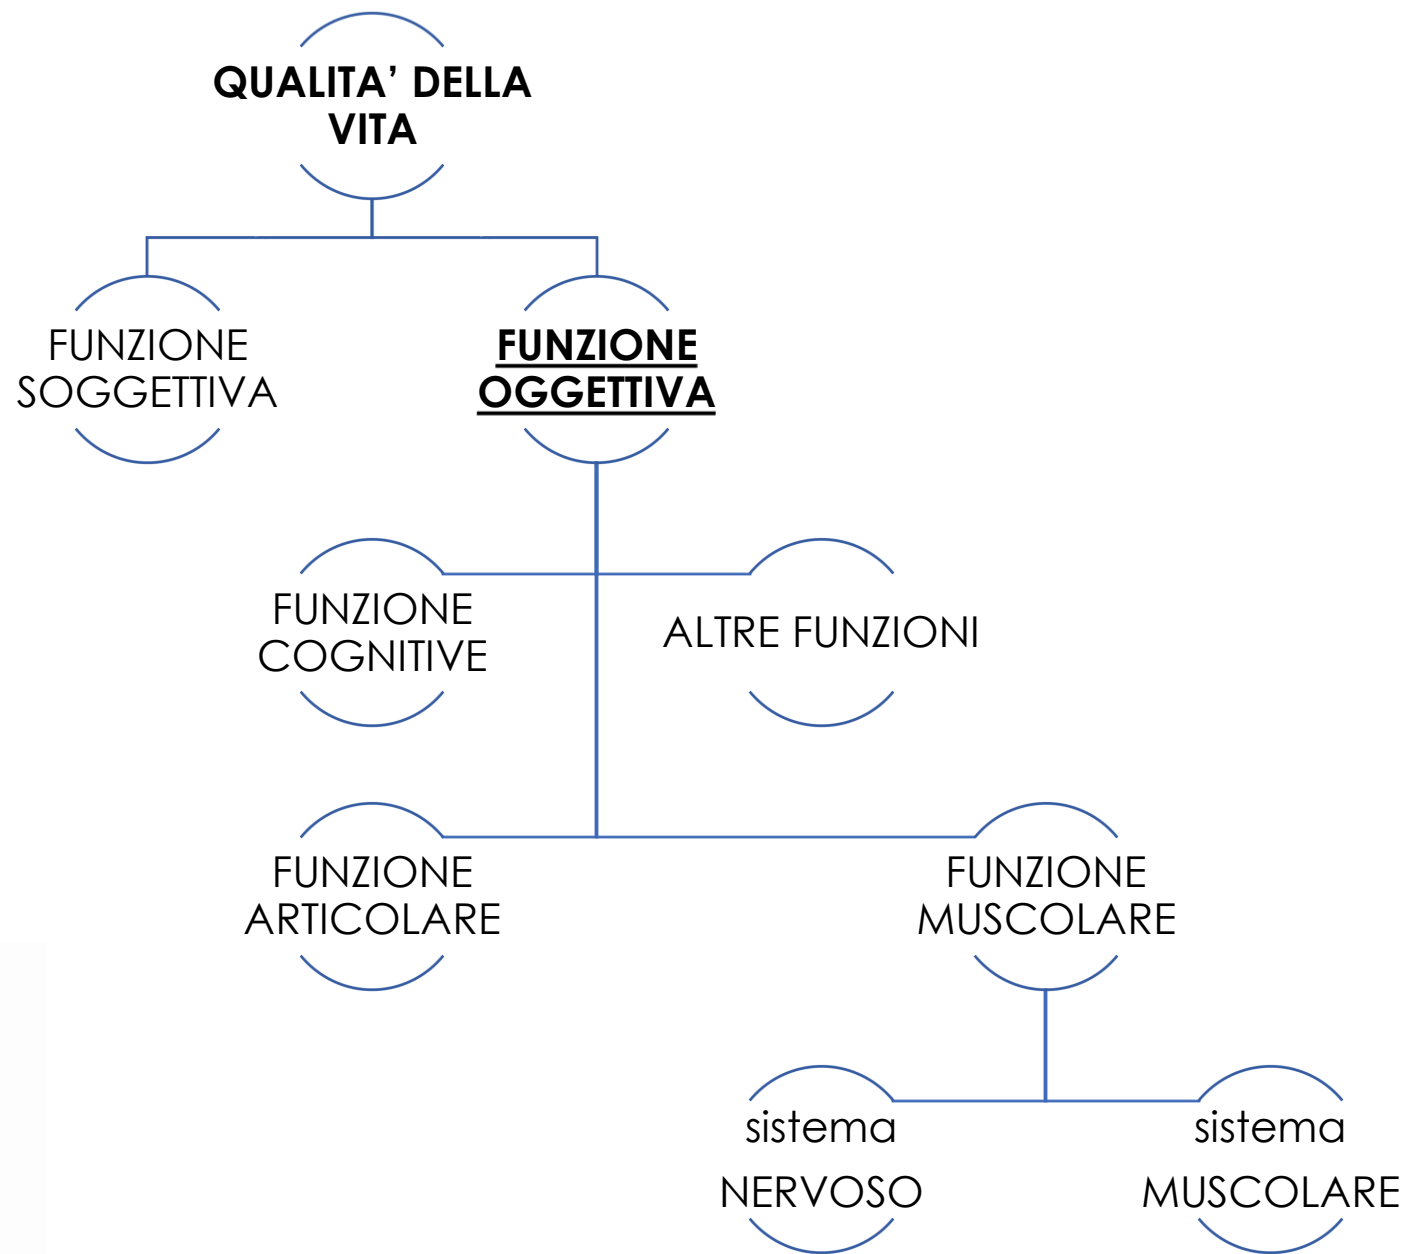 QUALITA’ DELLA
VITA
FUNZIONE
SOGGETTIVA
FUNZIONE
OGGETTIVA
FUNZIONE
COGNITIVE
ALTRE FUNZIONI
FUNZIONE
ARTICOLARE
FUNZIONE
MUSCOLARE
sistema
NERVOSO
sistema
MUSCOLARE